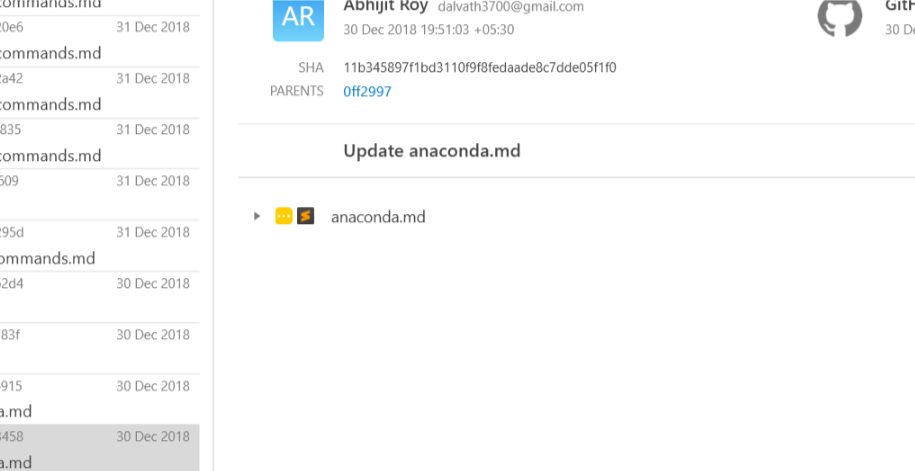 commands.md
20e6 31 Dec 2018
commands.md
2a42 31 Dec 2018
commands.md
835 31 Dec 2018
commands.md
509 31 Dec 2018
295d 31 Dec 2018
ommands.md
52d4 30 Dec 2018
783f 30 Dec 2018
915 30 Dec 2018
a.md
3458 30 Dec 2018
a.md
AR
Abhijit Roy dalvath3700@gmail.com
30 Dec 2018 19:51:03 +05:30
SHA 11b345897f1bd3110f9f8fedaade8c7dde05f1f0
PARENTS 0ff2997
Update anaconda.md
anaconda.md
GitH
30 De